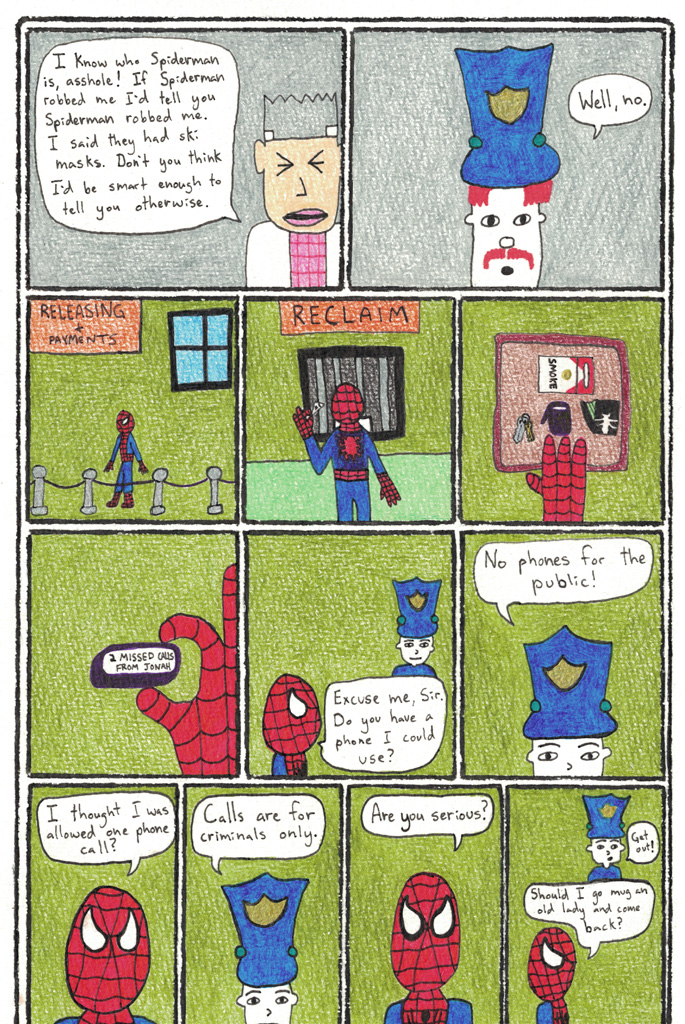 I Know who Spiderman
is, asshole! If Spiderman
robbed me I'd tell you
Spiderman robbed me.
I said they had ski
masks. Don't you think
I'd be smart enough to
tell you otherwise.
Well, no.
RELEASING
+
PAYMENTS
RECLAIM
SMOKE
2 MISSED CALLS
FROM JONAH
Excuse me, Sir.
Do you have a
phone I could
use?
No phones for the
public!
I thought I was
allowed one phone
call?
Calls are for
criminals only.
Are you serious?
Get
out!
Should I go mug an
old lady and come
back?